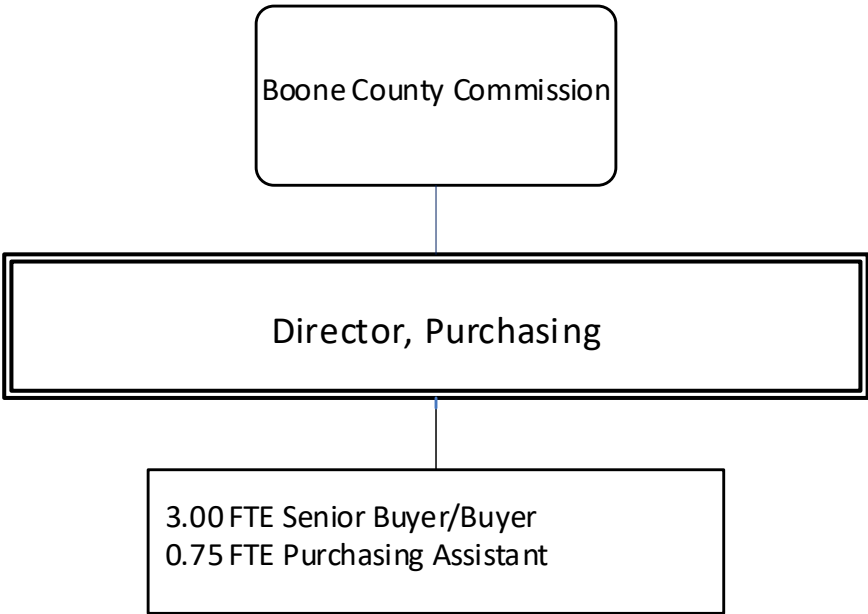 Boone County Commission
Director, Purchasing
3.00 FTE Senior Buyer/Buyer
0.75 FTE Purchasing Assistant